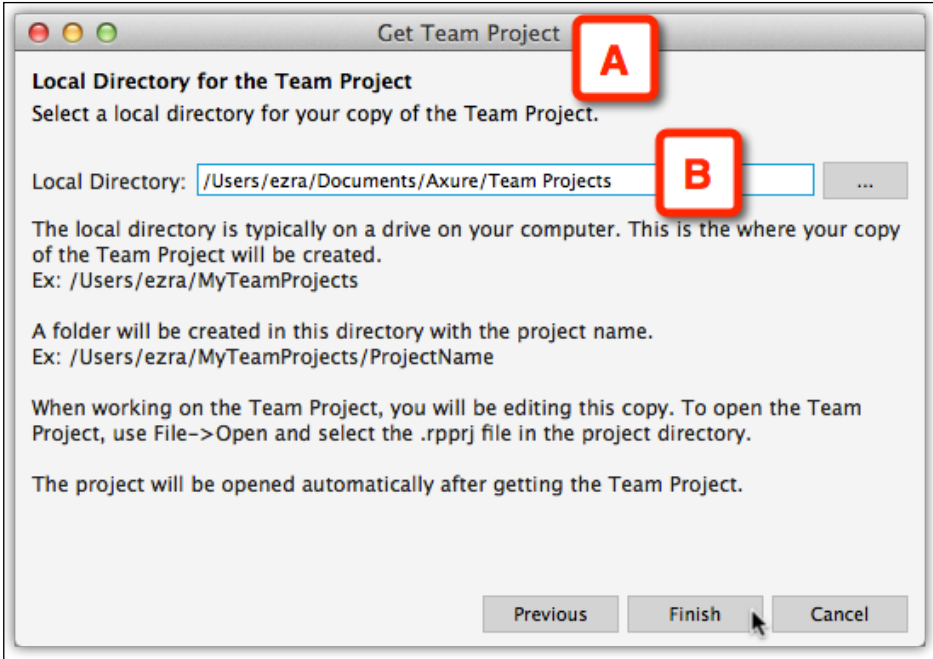 Get Team Project
A
Local Directory for the Team Project
Select a local directory for your copy of the Team Project.
Local Directory: /Users/ezra/Documents/Axure/Team Projects B ...
The local directory is typically on a drive on your computer. This is the where your copy
of the Team Project will be created.
Ex: /Users/ezra/MyTeamProjects
A folder will be created in this directory with the project name.
Ex: /Users/ezra/MyTeamProjects/ProjectName
When working on the Team Project, you will be editing this copy. To open the Team
Project, use File->Open and select the .rpprj file in the project directory.
The project will be opened automatically after getting the Team Project.
Previous Finish Cancel